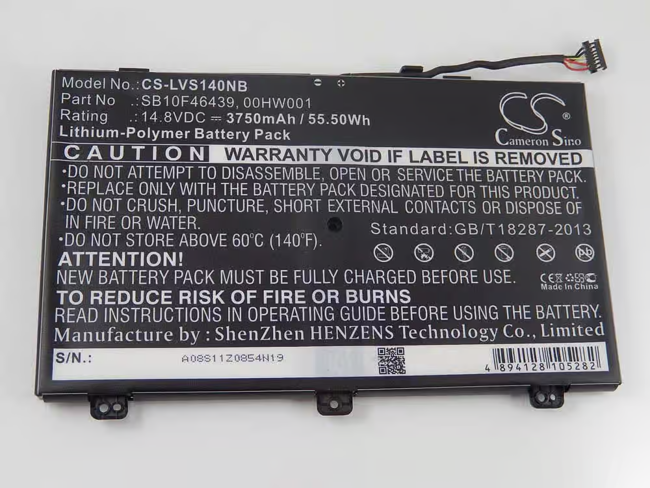 Model No.:CS-LVS140NB
Part No :SB10F46439, 00HW001
Rating :14.8VDC = 3750mAh / 55.50Wh
Lithium-Polymer Battery Pack
CS
Cameron Sino
CAUTION WARRANTY VOID IF LABEL IS REMOVED
•DO NOT ATTEMPT TO DISASSEMBLE, OPEN OR SERVICE THE BATTERY PACK.
•REPLACE ONLY WITH THE BATTERY PACK DESIGNATED FOR THIS PRODUCT.
•DO NOT CRUSH, PUNCTURE, SHORT EXTERNAL CONTACTS OR DISPOSE OF
IN FIRE OR WATER.
•DO NOT STORE ABOVE 60°C (140°F).
Standard:GB/T18287-2013
ATTENTION!
NEW BATTERY PACK MUST BE FULLY CHARGED BEFORE USE.
CE
Made In China
TO REDUCE RISK OF FIRE OR BURNS
READ INSTRUCTIONS IN OPERATING GUIDE BEFORE USING BATTERY.
Manufacture by : ShenZhen HENZENS Technology Co., Limited
S/N.: A08S11Z0854N19
4 894128 105282